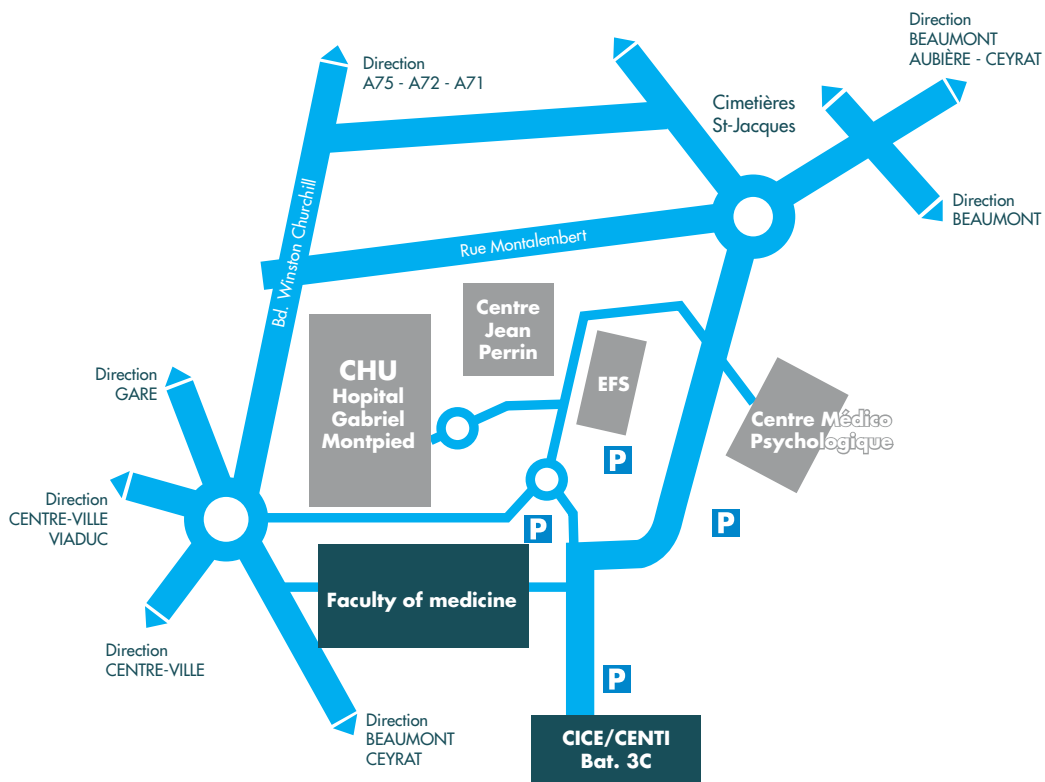 Direction
BEAUMONT
AUBIÈRE - CEYRAT
Direction
A75 - A72 - A71
Cimetières
St-Jacques
Direction
BEAUMONT
Bd. Winston Churchill
Rue Montalembert
Centre
Jean
Perrin
CHU
Hopital
Gabriel
Montpied
EFS
Direction
GARE
Centre Médico
Psychologique
P
Direction
CENTRE-VILLE
VIADUC
P
P
Faculty of medicine
Direction
CENTRE-VILLE
P
Direction
BEAUMONT
CEYRAT
CICE/CENTI
Bat. 3C